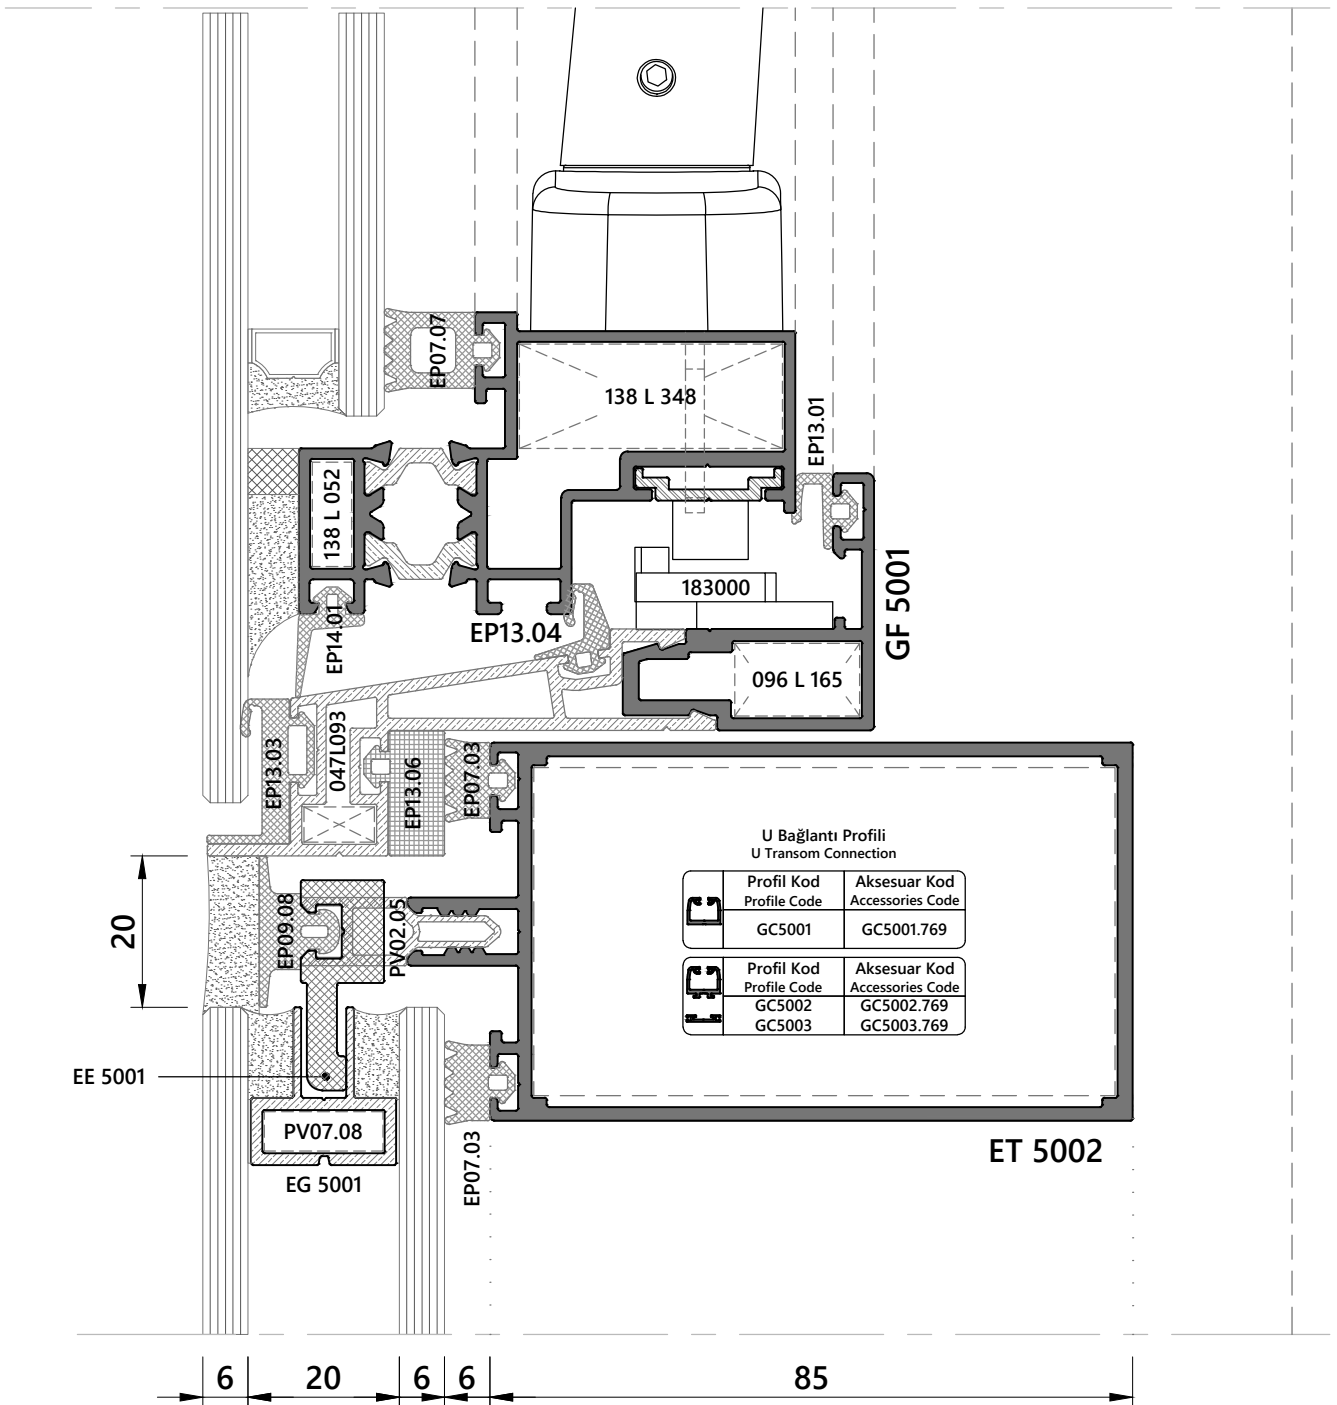 EP07.07
138 L 348
EP13.01
138 L 052
183000
GF 5001
EP14.01
EP13.04
096 L 165
EP13.03
047L093
EP13.06
EP07.03
U Bağlantı Profili
U Transom Connection
Profil Kod
Aksesuar Kod
Profile Code
Accessories Code
GC5001
GC5001.769
Profil Kod
Aksesuar Kod
Profile Code
Accessories Code
GC5002
GC5002.769
GC5003
GC5003.769
20
EP09.08
PV02.05
EE 5001
PV07.08
EG 5001
EP07.03
ET 5002
6
20
6
6
85